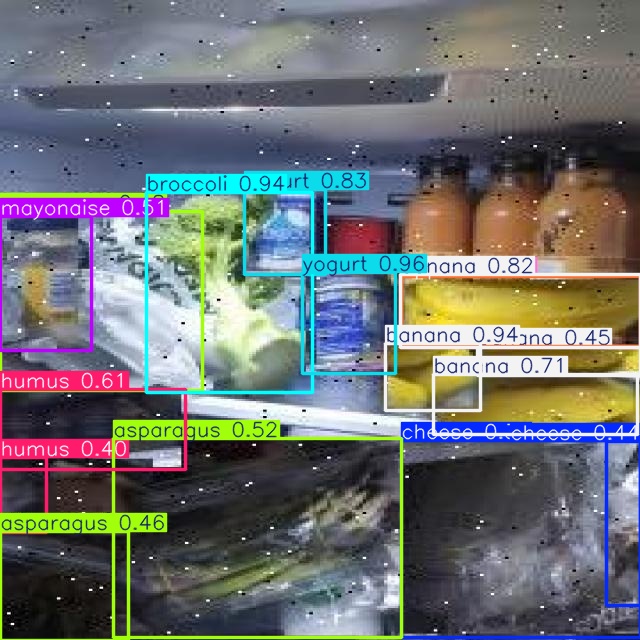 broccoli 0.94
urt 0.83
mayonaise 0.51
yogurt 0.96
nana 0.82
banana 0.94
ana 0.45
banana 0.71
humus 0.61
asparagus 0.52
cheese 0.
cheese 0.44
humus 0.40
asparagus 0.46